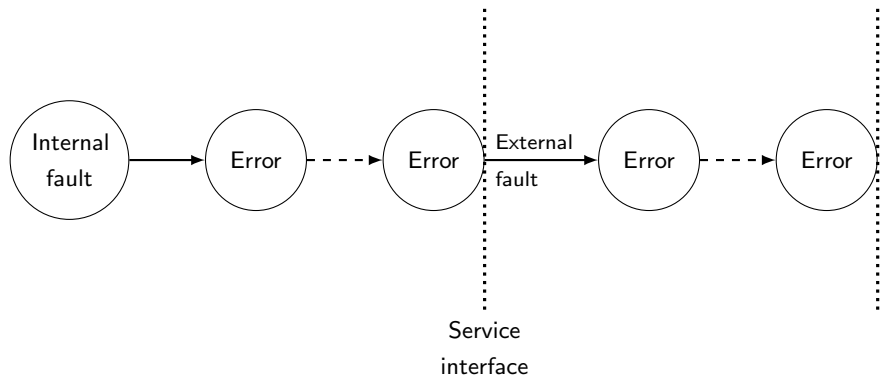 Internal
fault
Error
Error
External
fault
Error
Error
Service
interface